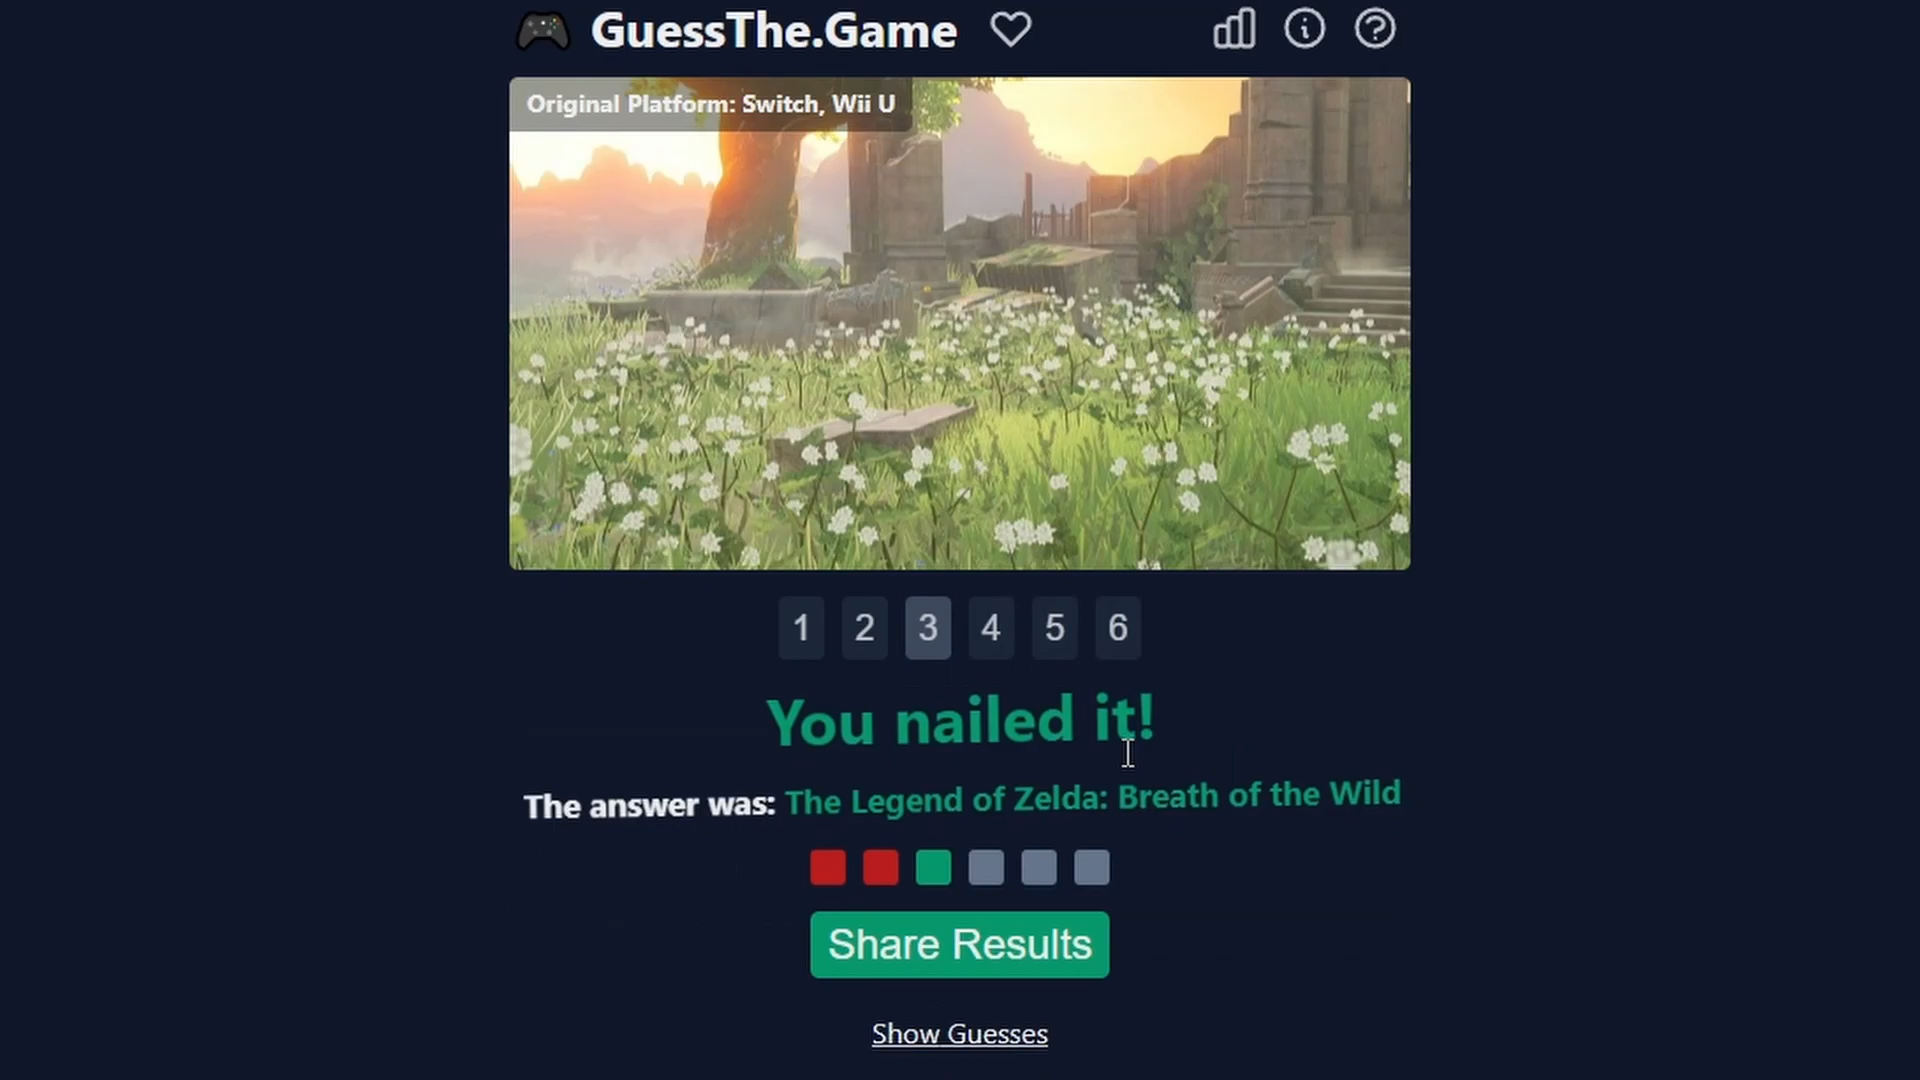 GuessThe.Game
Original Platform: Switch, Wii U
1 2 3 4 5 6
You nailed it!
The answer was: The Legend of Zelda: Breath of the Wild
Share Results
Show Guesses